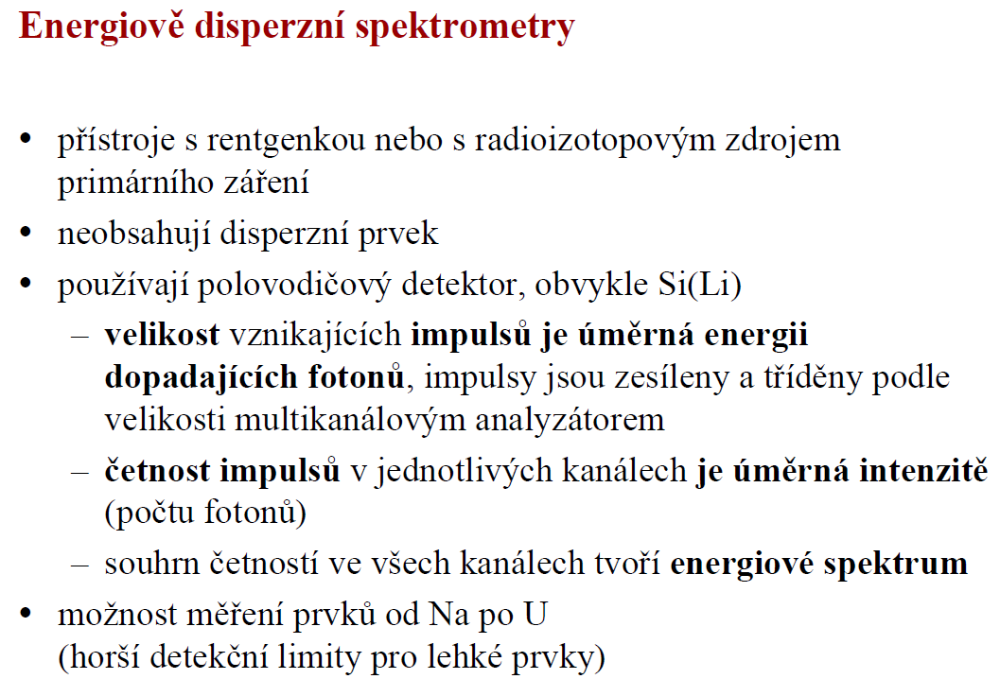 Energiově disperzní spektrometry
• přístroje s rentgenkou nebo s radioizotopovým zdrojem
primárního záření
• neobsahují disperzní prvek
• používají polovodičový detektor, obvykle Si(Li)
– velikost vznikajících impulsů je úměrná energii
dopadajících fotonů, impulsy jsou zesíleny a tříděny podle
velikosti multikanálovým analyzátorem
– četnost impulsů v jednotlivých kanálech je úměrná intenzitě
(počtu fotonů)
– souhrn četností ve všech kanálech tvoří energiové spektrum
• možnost měření prvků od Na po U
(horší detekční limity pro lehké prvky)